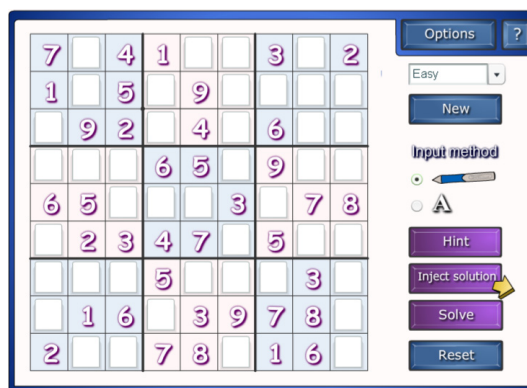 Options ?
7 4 1 3 2
Easy
1 5 9
New
9 2 4 6
Input method
6 5 9
6 5 3 7 8
A
2 3 4 7 5
Hint
5 3
Inject solution
1 6 3 9 7 8
Solve
2 7 8 1 6
Reset